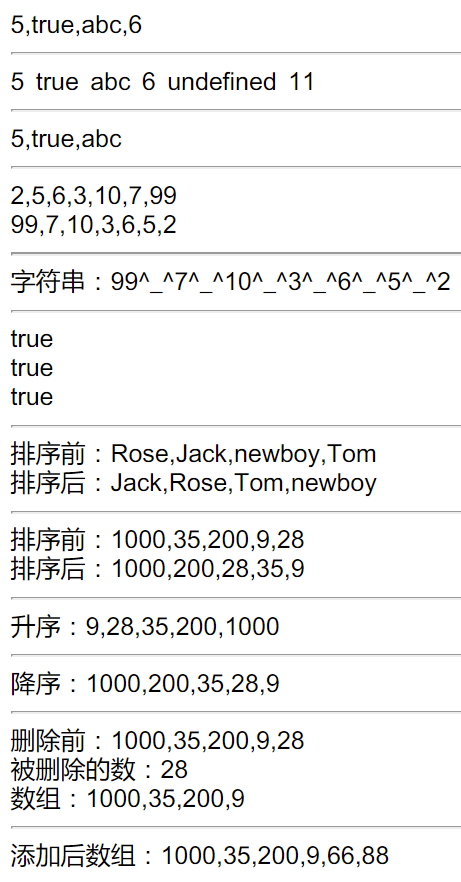 5,true,abc,6
5 true abc 6 undefined 11
5,true,abc
2,5,6,3,10,7,99
99,7,10,3,6,5,2
字符串：99^_^7^_^10^_^3^_^6^_^5^_^2
true
true
true
排序前：Rose,Jack,newboy,Tom
排序后：Jack,Rose,Tom,newboy
排序前：1000,35,200,9,28
排序后：1000,200,28,35,9
升序：9,28,35,200,1000
降序：1000,200,35,28,9
删除前：1000,35,200,9,28
被删除的数：28
数组：1000,35,200,9
添加后数组：1000,35,200,9,66,88